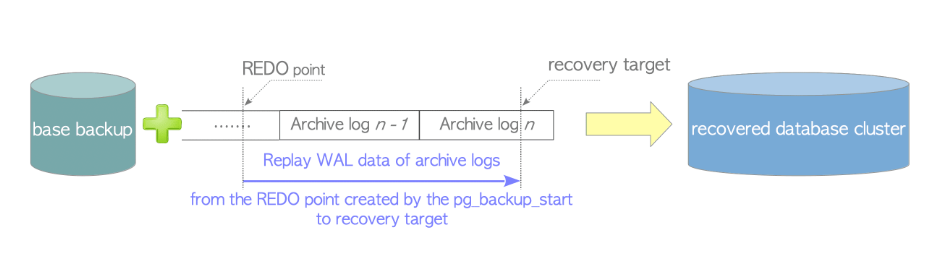 REDO point
recovery target
base backup
.......
Archive log n - 1
Archive log n
recovered database cluster
Replay WAL data of archive logs
from the REDO point created by the pg_backup_start
to recovery target